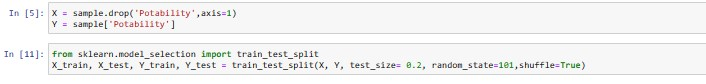 In [5]: X = sample.drop('Potability',axis=1)
Y = sample['Potability']
In [11]: from sklearn.model_selection import train_test_split
X_train, X_test, Y_train, Y_test = train_test_split(X, Y, test_size= 0.2, random_state=101,shuffle=True)